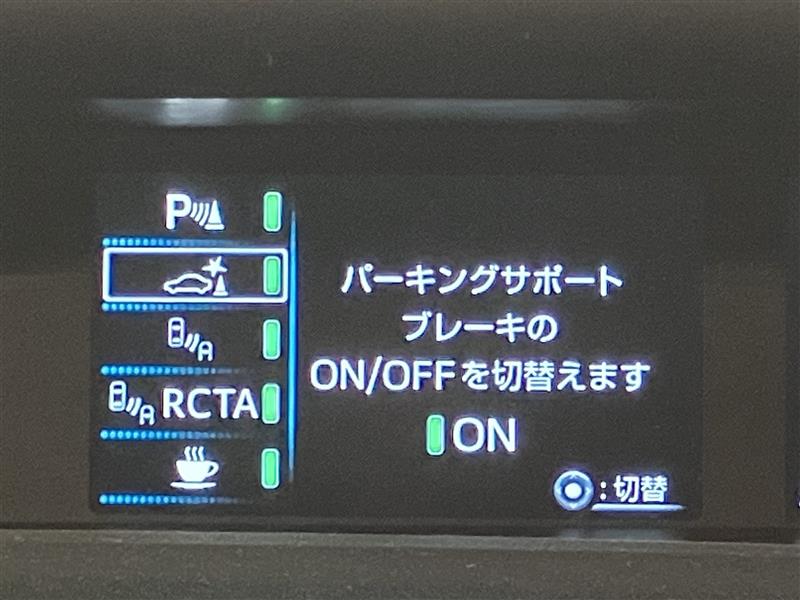 P
RCTA
パーキングサポート
ブレーキの
ON/OFFを切替えます
ON
:切替